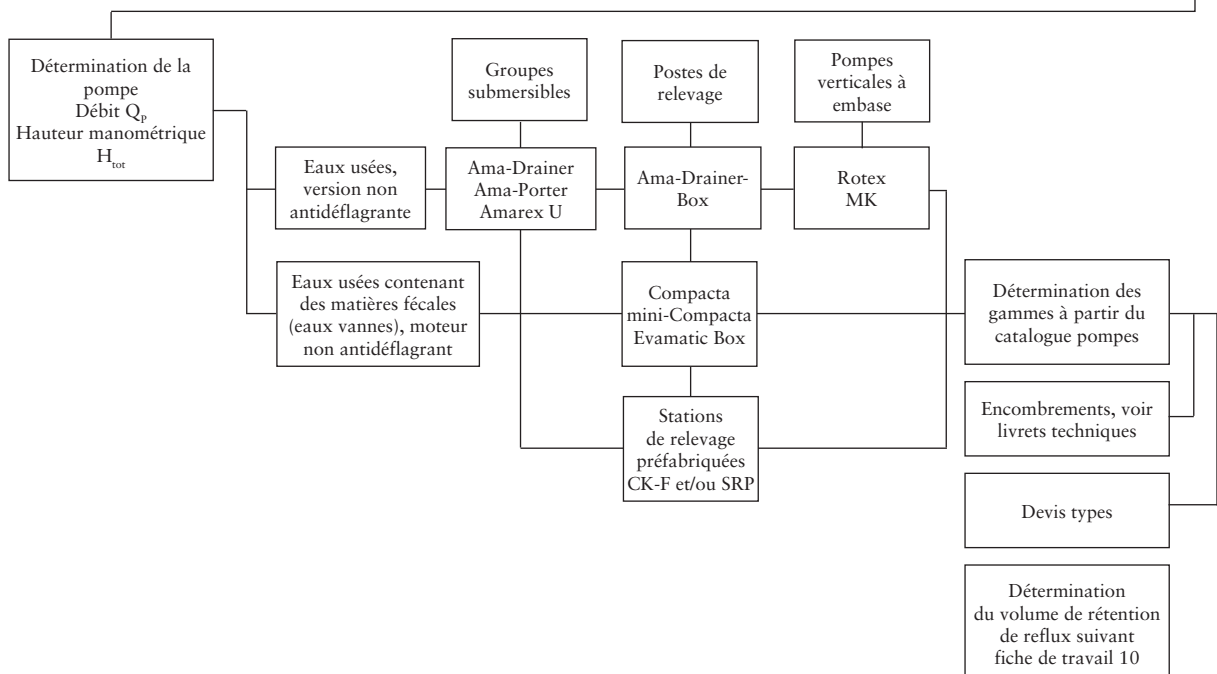 Détermination de la
pompe
Débit Qp
Hauteur manométrique
Htot
Groupes
submersibles
Postes de
relevage
Pompes
verticales à
embase
Eaux usées,
version non
antidéflagrante
Ama-Drainer
Ama-Porter
Amarex U
Ama-Drainer-
Box
Rotex
MK
Eaux usées contenant
des matières fécales
(eaux vannes), moteur
non antidéflagrant
Compacta
mini-Compacta
Evamatic Box
Détermination des
gammes à partir du
catalogue pompes
Stations
de relevage
préfabriquées
CK-F et/ou SRP
Encombrements, voir
livrets techniques
Devis types
Détermination
du volume de rétention
de reflux suivant
fiche de travail 10